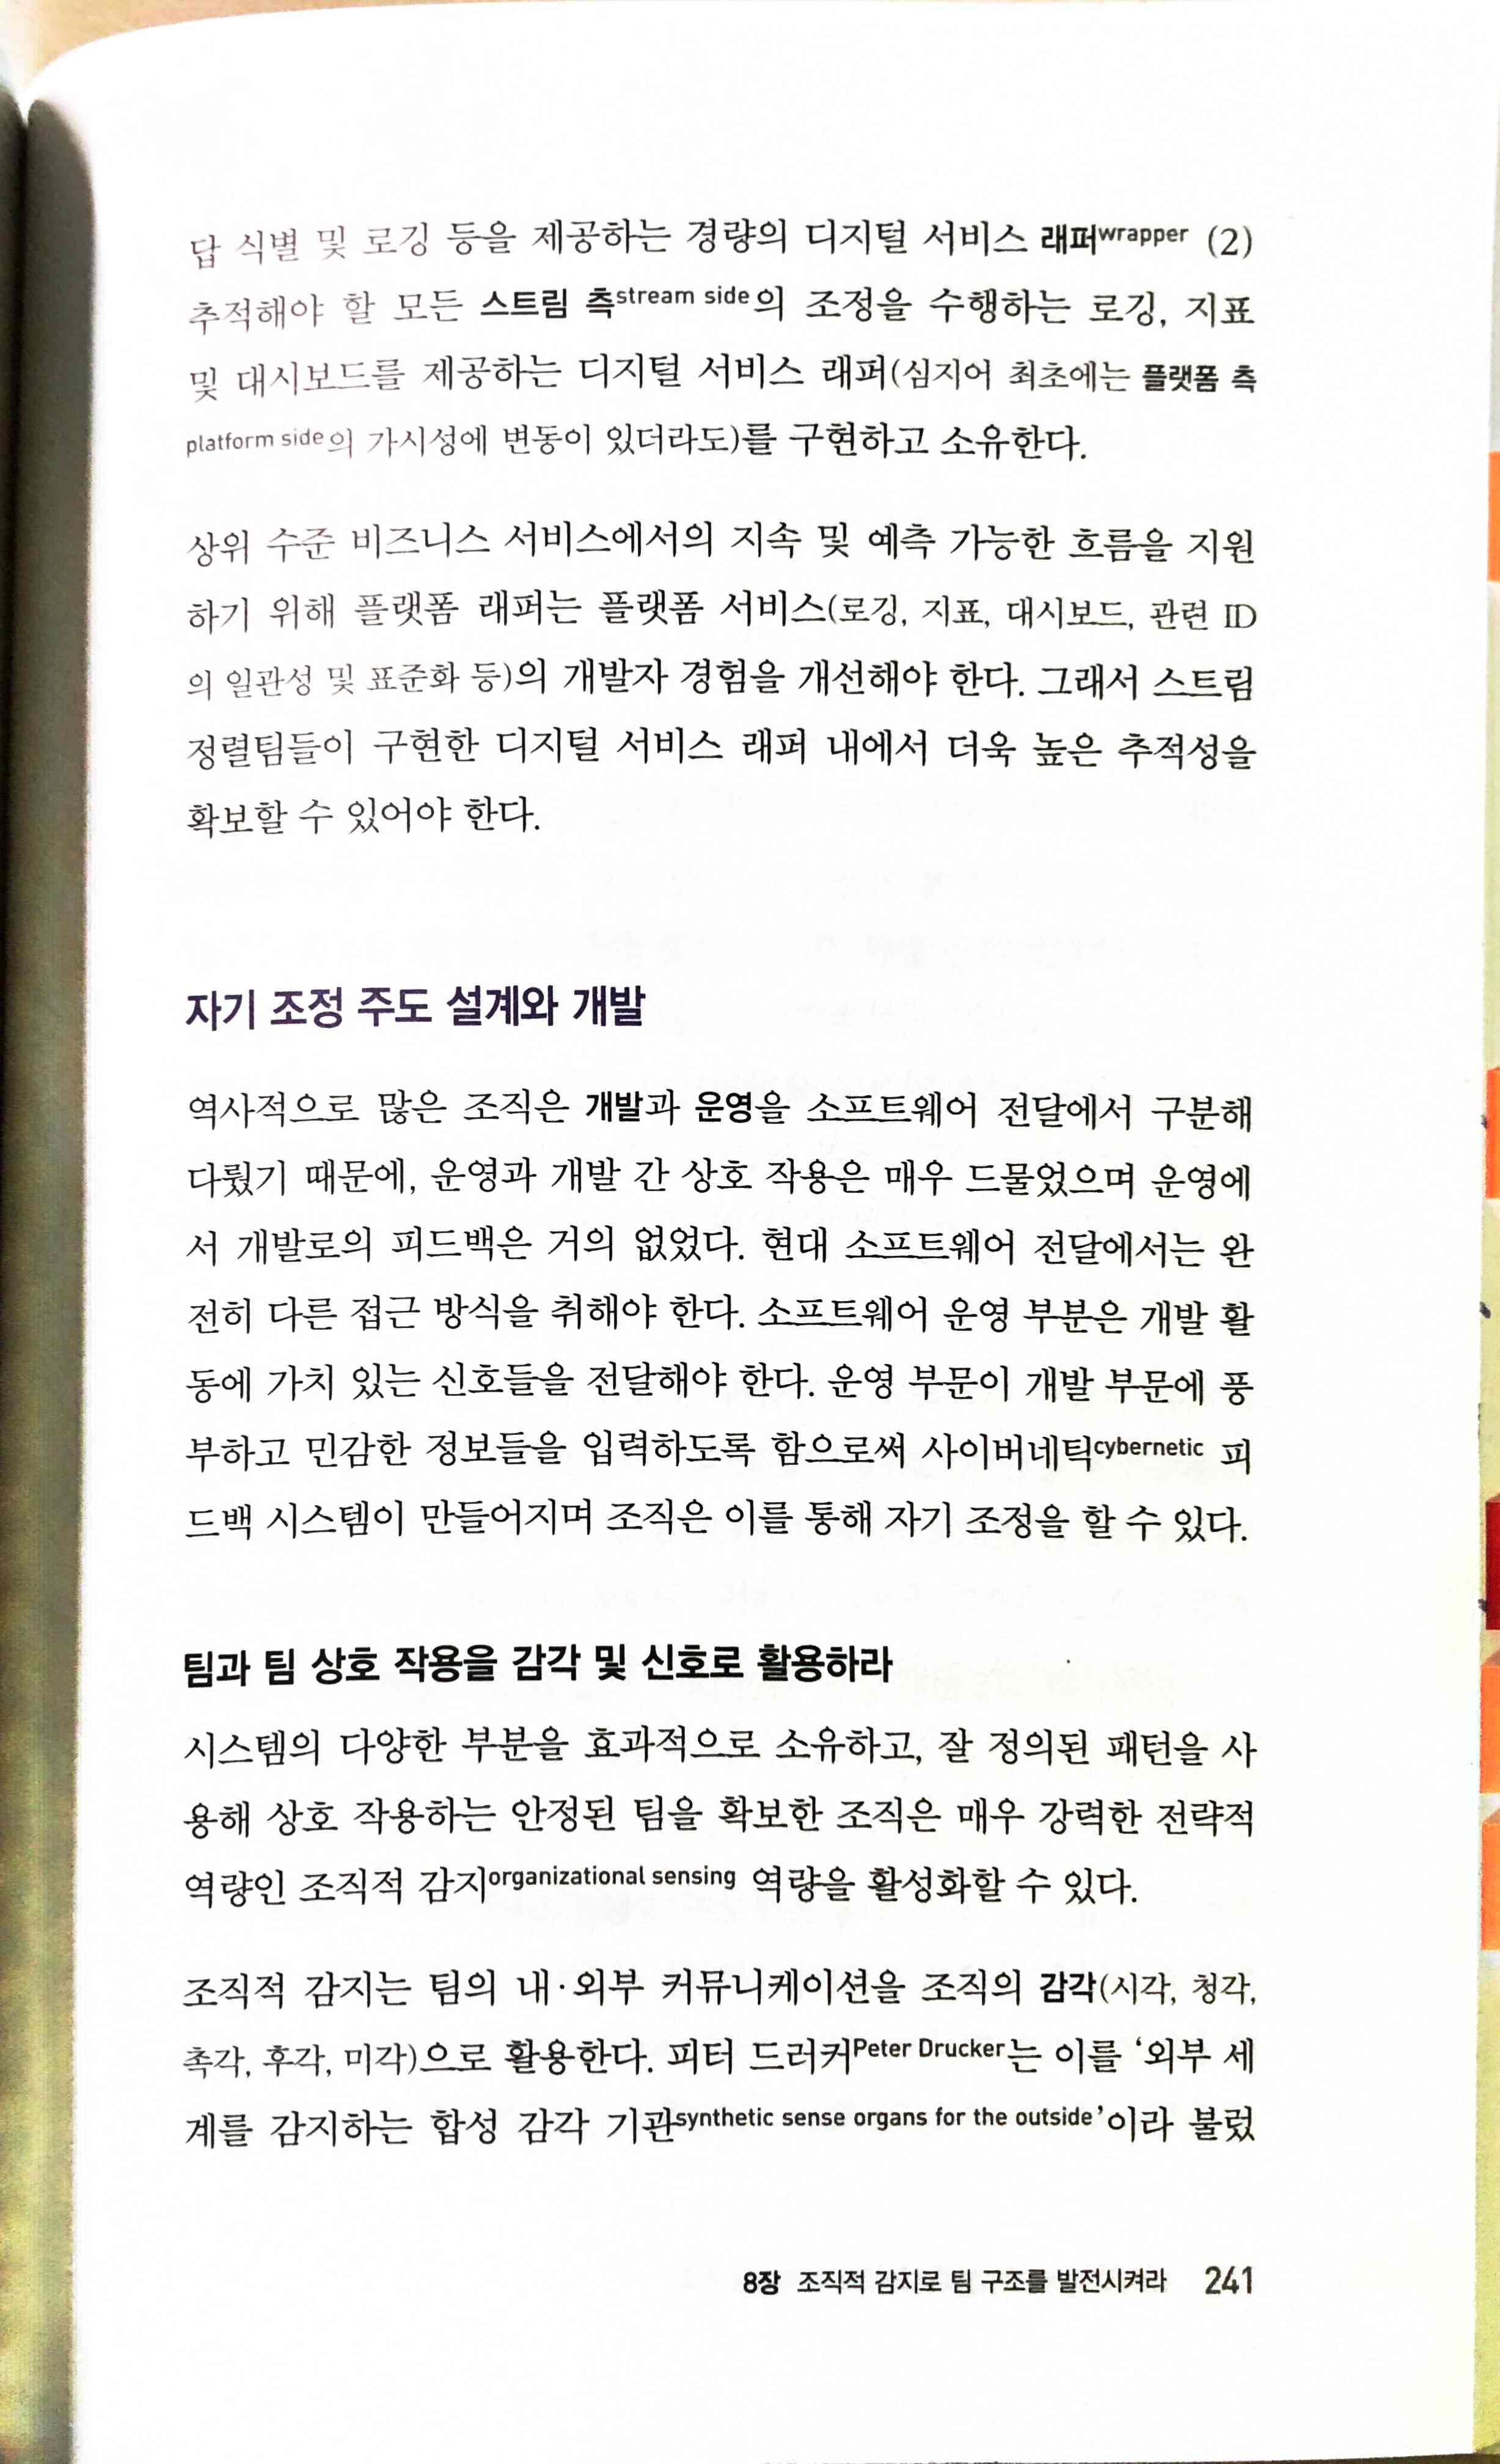 답 식별 및 로깅 등을 제공하는 경량의 디지털 서비스 래퍼wrapper (2)
추적해야 할 모든 스트림 측stream side의 조정을 수행하는 로깅, 지표
및 대시보드를 제공하는 디지털 서비스 래퍼(심지어 최초에는 플랫폼 측
platform side의 가시성에 변동이 있더라도)를 구현하고 소유한다.
상위 수준 비즈니스 서비스에서의 지속 및 예측 가능한 흐름을 지원
하기 위해 플랫폼 래퍼는 플랫폼 서비스(로깅, 지표, 대시보드, 관련 ID
의 일관성 및 표준화 등)의 개발자 경험을 개선해야 한다. 그래서 스트림
정렬팀들이 구현한 디지털 서비스 래퍼 내에서 더욱 높은 추적성을
확보할 수 있어야 한다.
자기 조정 주도 설계와 개발
역사적으로 많은 조직은 개발과 운영을 소프트웨어 전달에서 구분해
다뤘기 때문에, 운영과 개발 간 상호 작용은 매우 드물었으며 운영에
서 개발로의 피드백은 거의 없었다. 현대 소프트웨어 전달에서는 완
전히 다른 접근 방식을 취해야 한다. 소프트웨어 운영 부분은 개발 활
동에 가치 있는 신호들을 전달해야 한다. 운영 부문이 개발 부문에 풍
부하고 민감한 정보들을 입력하도록 함으로써 사이버네틱cybernetic 피
드백 시스템이 만들어지며 조직은 이를 통해 자기 조정을 할 수 있다.
팀과 팀 상호 작용을 감각 및 신호로 활용하라
시스템의 다양한 부분을 효과적으로 소유하고, 잘 정의된 패턴을 사
용해 상호 작용하는 안정된 팀을 확보한 조직은 매우 강력한 전략적
역량인 조직적 감지organizational sensing 역량을 활성화할 수 있다.
조직적 감지는 팀의 내·외부 커뮤니케이션을 조직의 감각(시각, 청각,
촉각, 후각, 미각)으로 활용한다. 피터 드러커Peter Drucker는 이를 ‘외부 세
계를 감지하는 합성 감각 기관synthetic sense organs for the outside’이라 불렀
8장 조직적 감지로 팀 구조를 발전시켜라 241